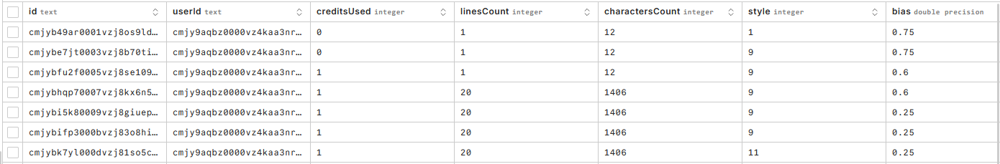 id text userId text creditsUsed integer linesCount integer charactersCount integer style integer bias double precision
cmjyb49ar0001vzj8os9ld… cmjy9aqbz0000vz4kaa3nr… 0 1 12 1 0.75
cmjybe7jt0003vzj8b70ti… cmjy9aqbz0000vz4kaa3nr… 0 1 12 9 0.75
cmjybfu2f0005vzj8se109… cmjy9aqbz0000vz4kaa3nr… 1 1 12 9 0.6
cmjybhqp70007vzj8kx6n5… cmjy9aqbz0000vz4kaa3nr… 1 20 1406 9 0.6
cmjybi5k80009vzj8giuep… cmjy9aqbz0000vz4kaa3nr… 1 20 1406 9 0.25
cmjybifp3000bvzj83o8hi… cmjy9aqbz0000vz4kaa3nr… 1 20 1406 9 0.25
cmjybk7yl000dvzj81so5c… cmjy9aqbz0000vz4kaa3nr… 1 20 1406 11 0.25